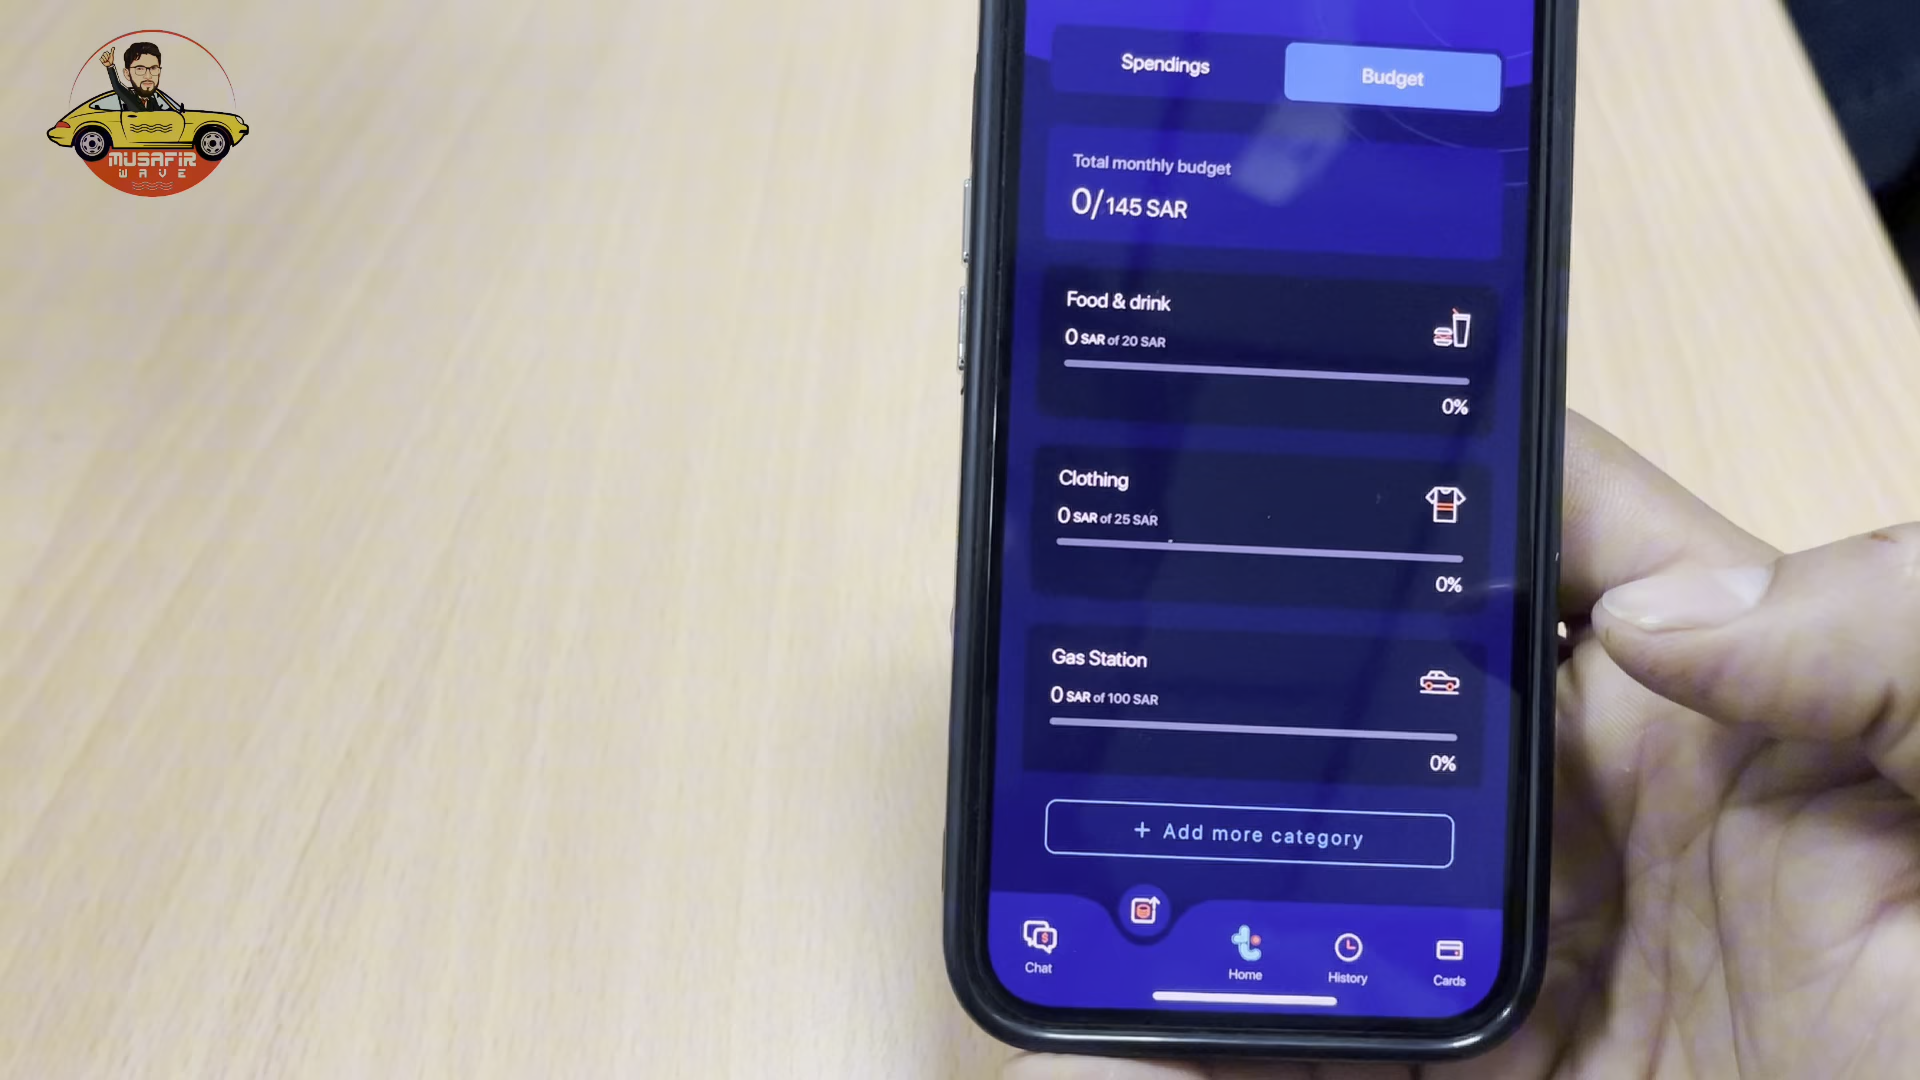 MUSAFIR
WAVE
Spendings
Budget
Total monthly budget
0/145 SAR
Food & drink
0 SAR of 20 SAR
0%
Clothing
0 SAR of 25 SAR
0%
Gas Station
0 SAR of 100 SAR
0%
+ Add more category
Chat
Home
History
Cards